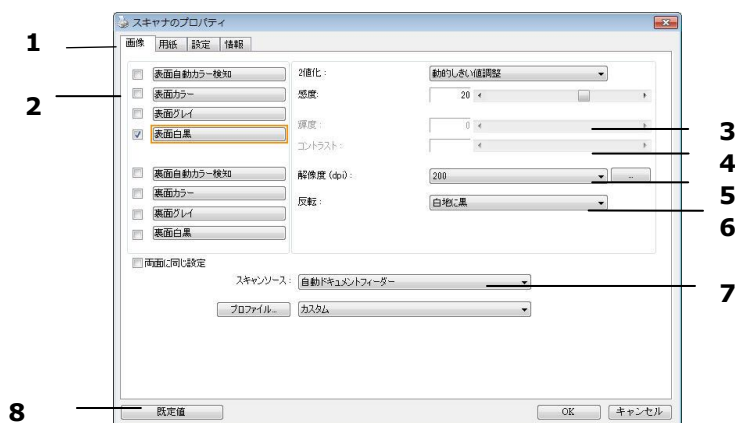 スキャナのプロパティ
1
画像 用紙 設定 情報
2
表面自動カラー検知
表面カラー
表面グレイ
表面白黒
裏面自動カラー検知
裏面カラー
裏面グレイ
裏面白黒
2値化: 動的しきい値調整
感度: 20
輝度: 0
3
コントラスト:
4
解像度 (dpi): 200 ...
5
反転: 白地に黒
6
両面に同じ設定
スキャンソース: 自動ドキュメントフィーダー
7
プロファイル... カスタム
8
既定値 OK キャンセル